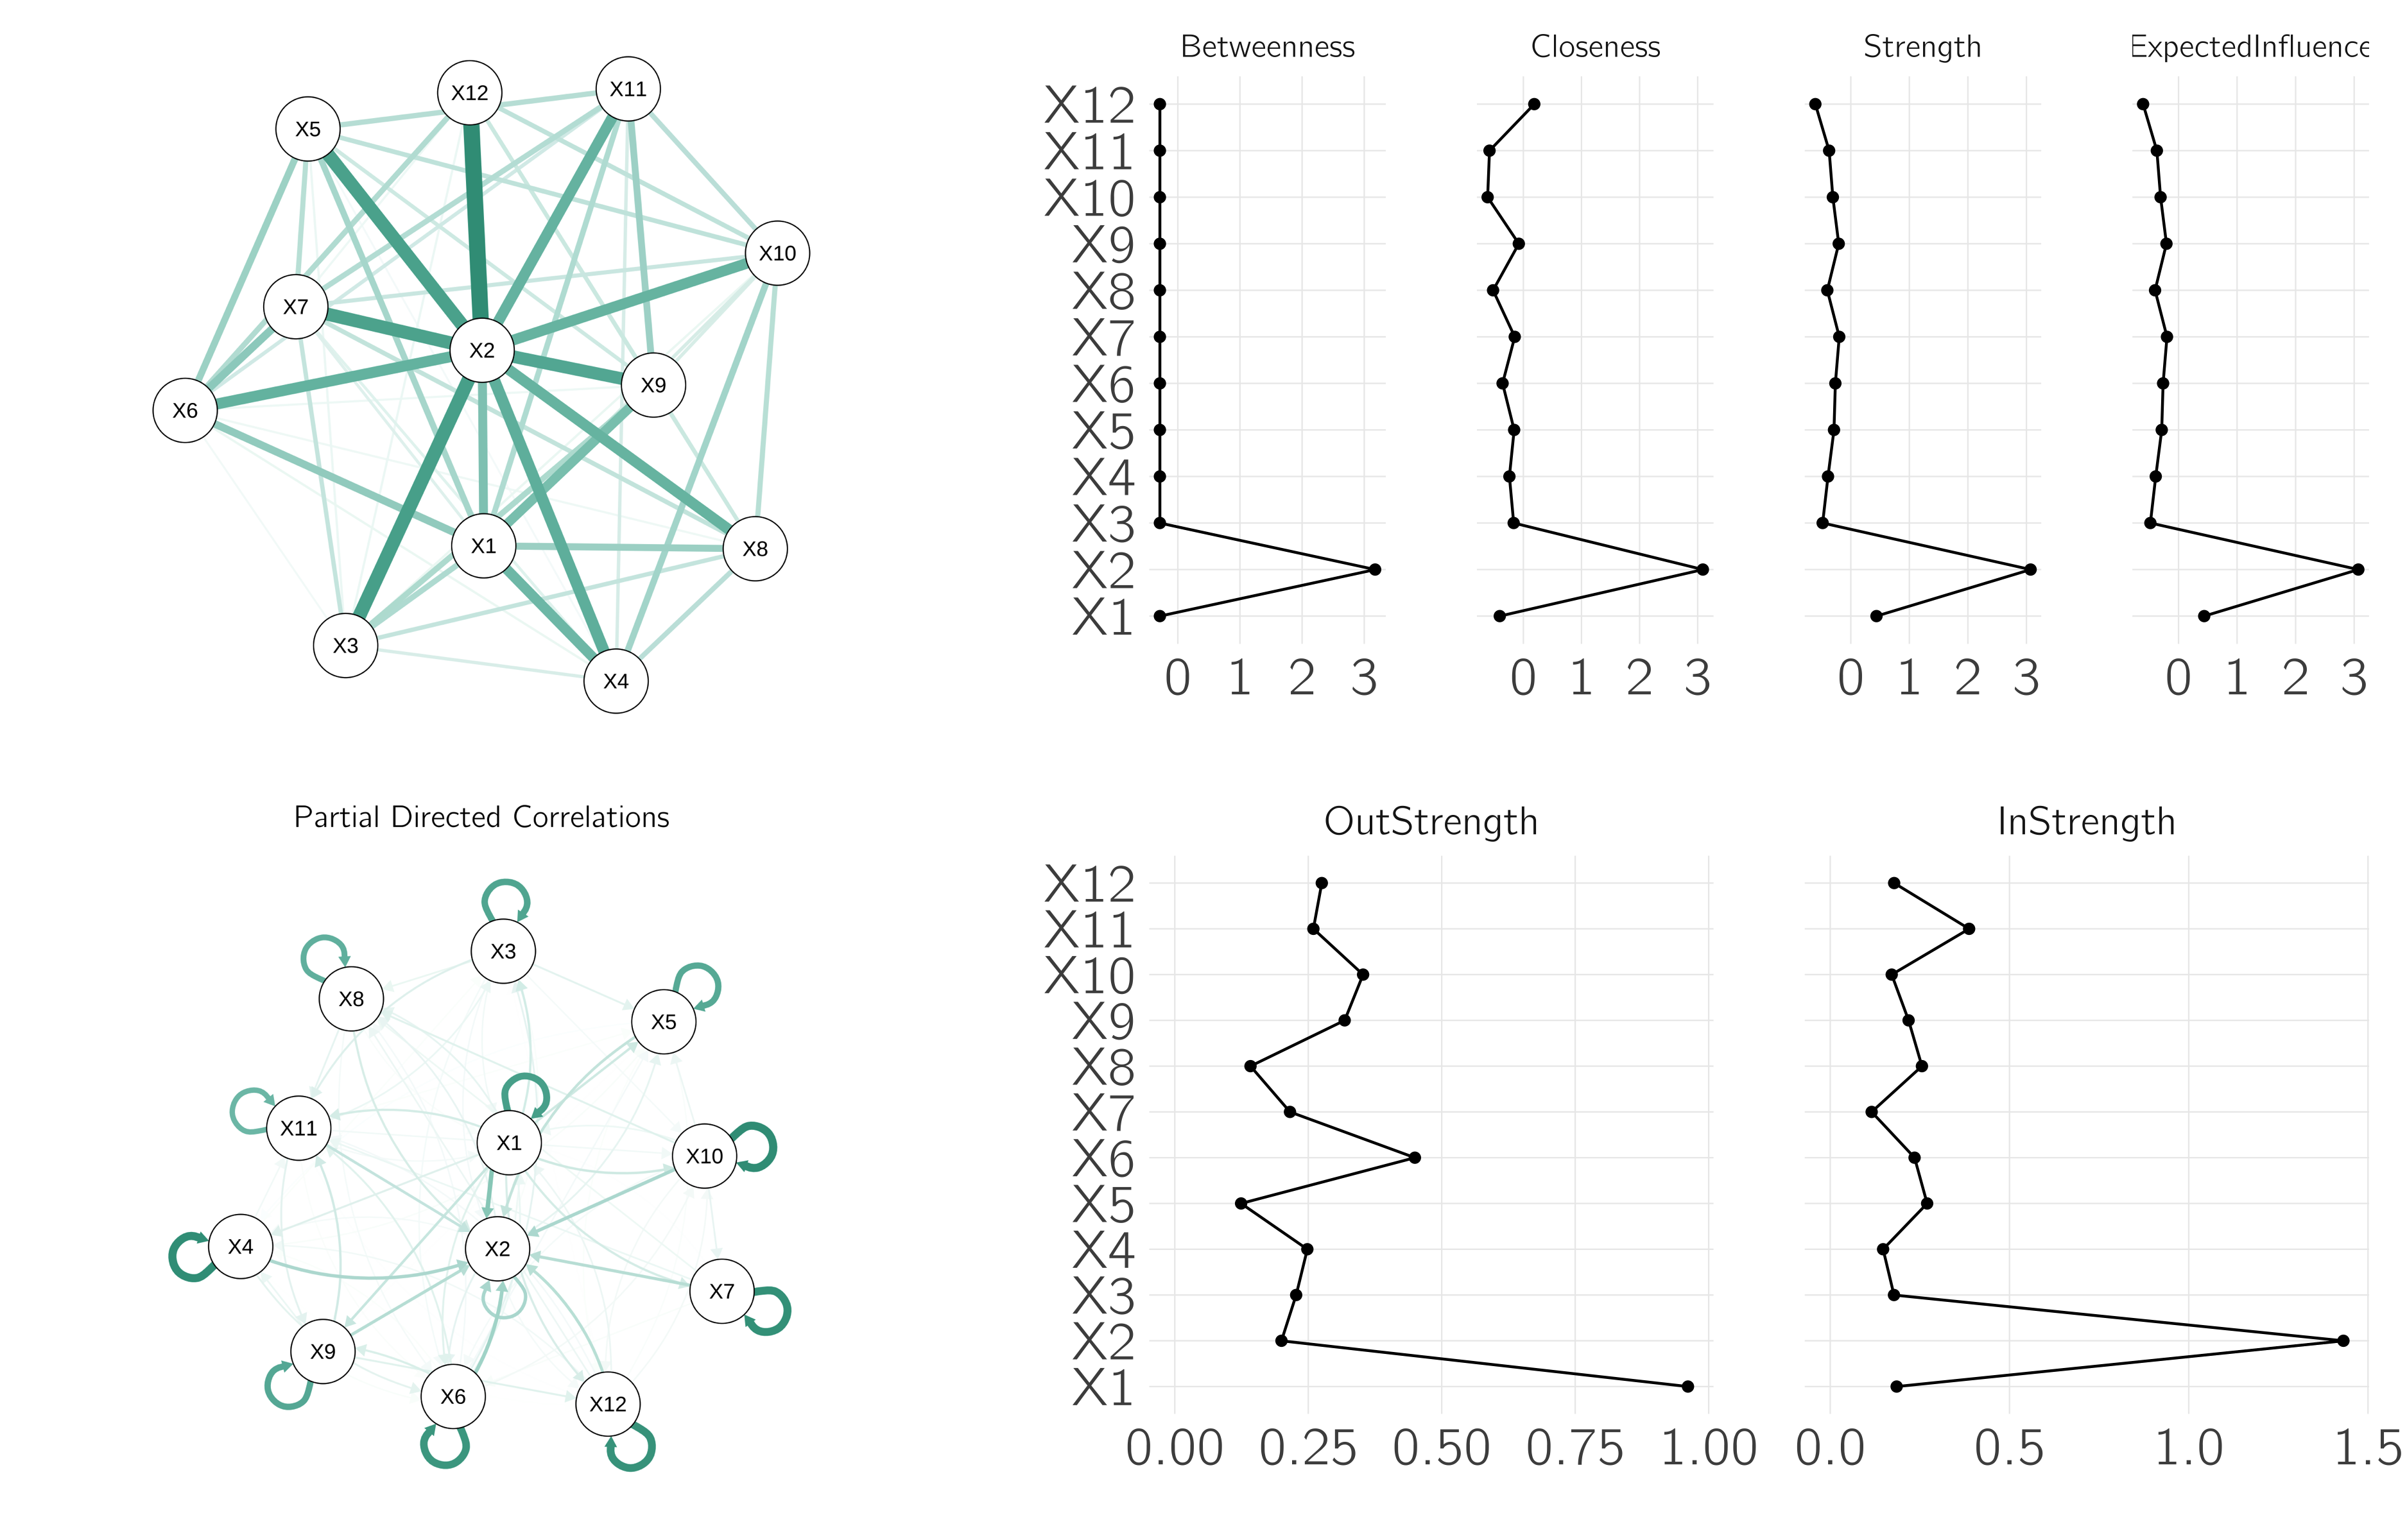 X12
X11
X5
X10
X7
X2
X9
X6
X1
X8
X3
X4
Betweenness
Closeness
Strength
ExpectedInfluence
X12
X11
X10
X9
X8
X7
X6
X5
X4
X3
X2
X1
0 1 2 3
0 1 2 3
0 1 2 3
0 1 2 3
Partial Directed Correlations
X3
X8
X5
X11
X1
X10
X4
X2
X7
X9
X6
X12
OutStrength
InStrength
X12
X11
X10
X9
X8
X7
X6
X5
X4
X3
X2
X1
0.00 0.25 0.50 0.75 1.00
0.0 0.5 1.0 1.5